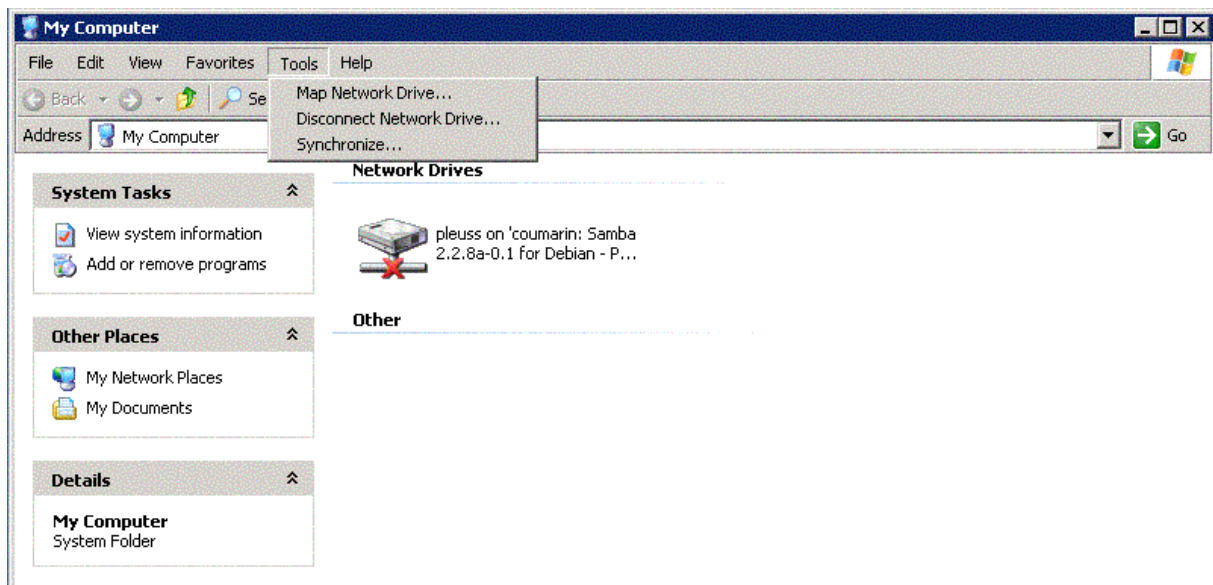 My Computer
File Edit View Favorites Tools Help
Back Se
Map Network Drive...
Disconnect Network Drive...
Synchronize...
Address My Computer Go
System Tasks
View system information
Add or remove programs
Other Places
My Network Places
My Documents
Details
My Computer
System Folder
Network Drives
pleuss on 'coumarin: Samba
2.2.8a-0.1 for Debian - P...
Other